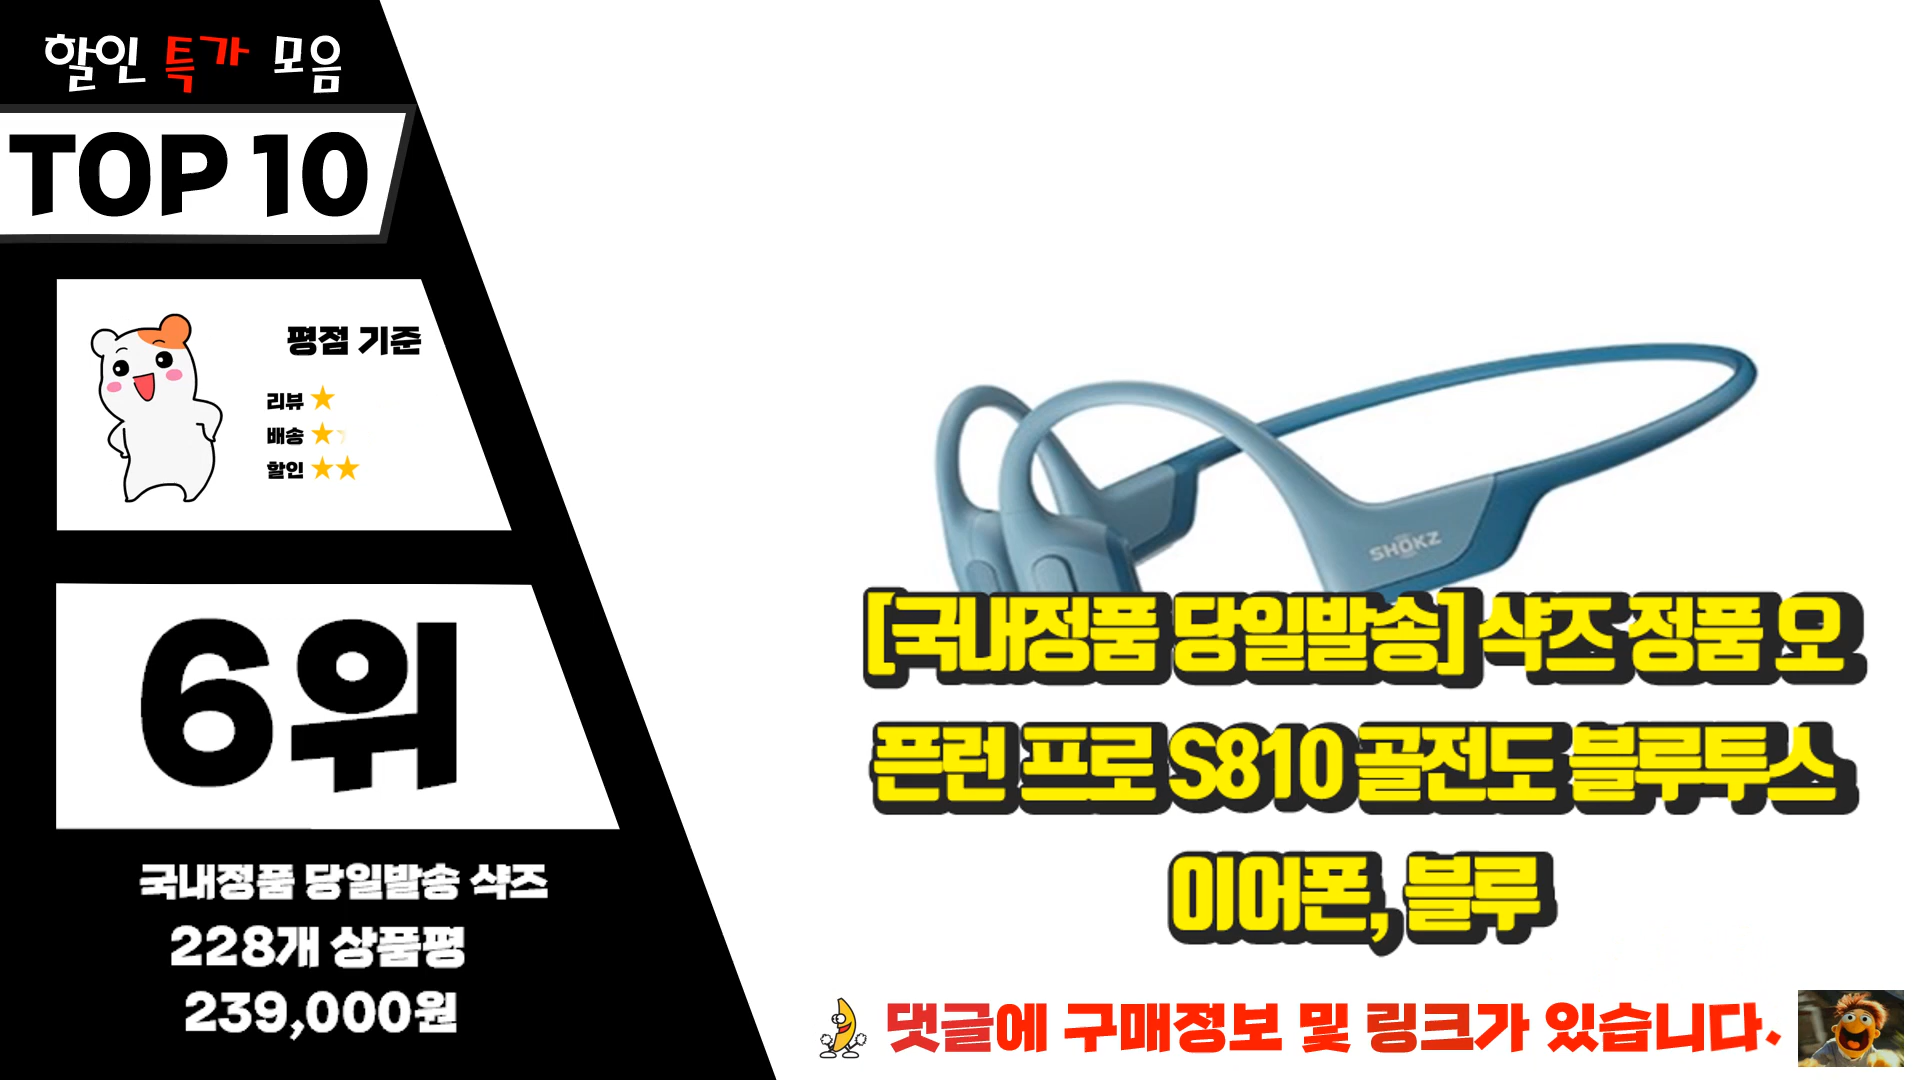 할인 특가 모음
TOP 10
평점 기준
리뷰 ★
배송 ★
할인 ★★
6위
국내정품 당일발송 샥즈
228개 상품평
239,000원
SHOKZ
[국내정품 당일발송] 샥즈 정품 오
픈런 프로 S810 골전도 블루투스
이어폰, 블루
댓글에 구매정보 및 링크가 있습니다.